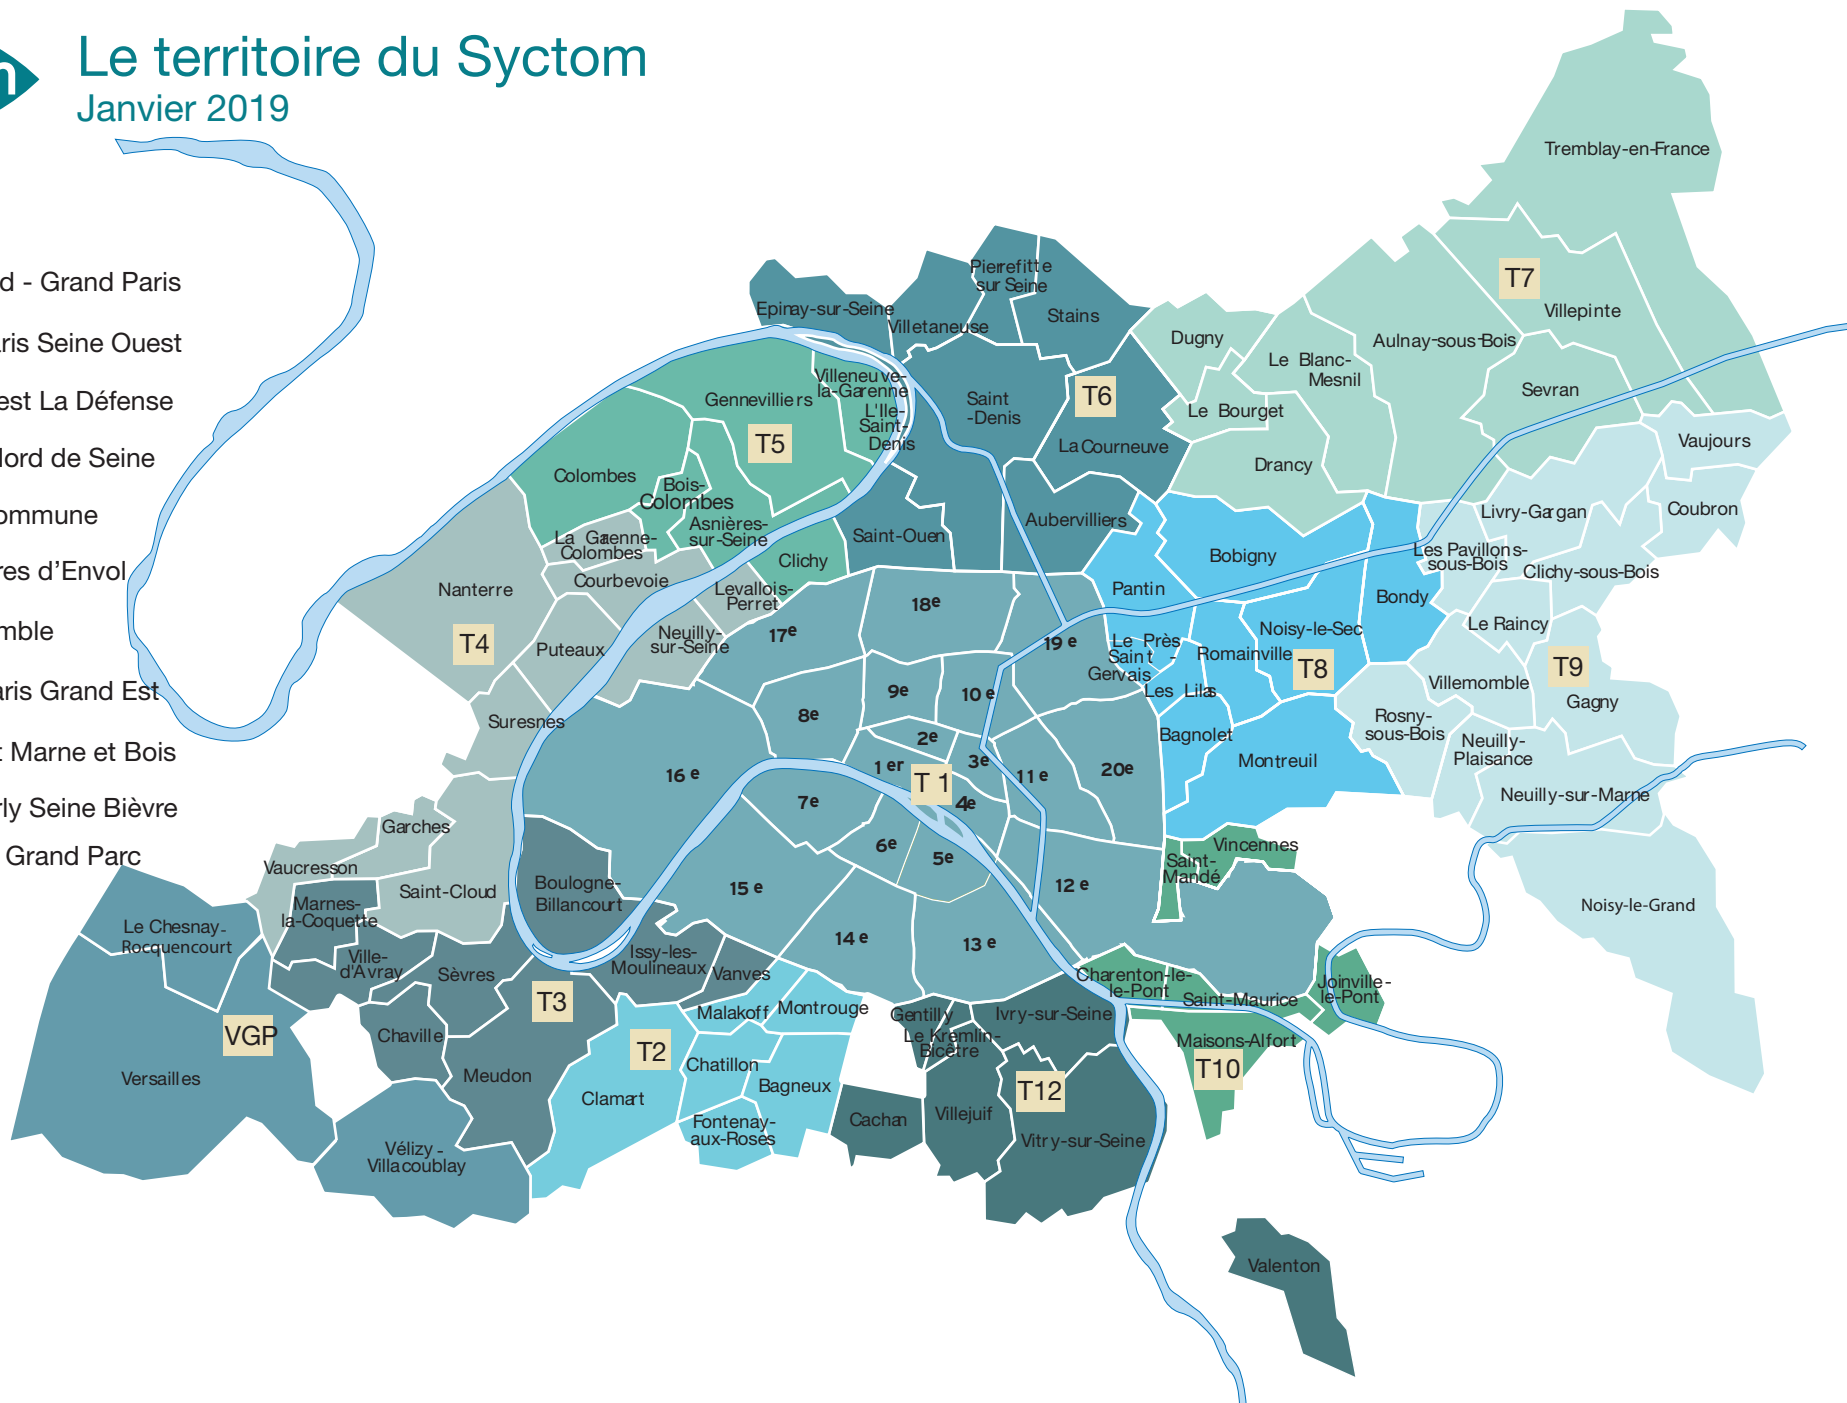 Le territoire du Syctom
Janvier 2019
d - Grand Paris
ris Seine Ouest
est La Défense
Nord de Seine
ommune
res d’Envol
mble
aris Grand Est
t Marne et Bois
rly Seine Bièvre
Grand Parc
Tremblay-en-France
T7
Villepinte
Aulnay-sous-Bois
Sevran
Dugny
Le Blanc-
Mesnil
Le Bourget
Drancy
Pierrefitte
sur Seine
Epinay-sur-Seine
Villetaneuse
Stains
T6
Saint
-Denis
La Courneuve
Aubervilliers
Saint-Ouen
Villeneuve-
la-Garenne
L'Ile-
Saint-
Denis
Gennevilliers
T5
Colombes
Bois-
Colombes
Asnières-
sur-Seine
Clichy
La Garenne-
Colombes
Courbevoie
Levallois-
Perret
Nanterre
T4
Puteaux
Neuilly-
sur-Seine
Suresnes
Garches
Vaucresson
Saint-Cloud
Vaujours
Coubron
Livry-Gargan
Les Pavillons-
sous-Bois
Clichy-sous-Bois
Le Raincy
T9
Villemomble
Gagny
Rosny-
sous-Bois
Neuilly-
Plaisance
Neuilly-sur-Marne
Noisy-le-Grand
Bobigny
Pantin
Bondy
Noisy-le-Sec
Le Près
Saint -
Gervais
Romainville
T8
Les Lilas
Bagnolet
Montreuil
18e
17e
19 e
9e
10 e
8e
2e
1 er
3e
T 1
4e
11 e
20e
16 e
7e
6e
5e
15 e
12 e
14 e
13 e
Boulogne-
Billancourt
Marnes-
la-Coquette
Ville-
d'Avray
Sèvres
Issy-les-
Moulineaux
Vanves
T3
Chaville
Meudon
Le Chesnay-
Rocquencourt
VGP
Versailles
Vélizy -
Villacoublay
Malakoff
Montrouge
T2
Chatillon
Bagneux
Clamart
Fontenay-
aux-Roses
Gentilly
Le Kremlin-
Bicêtre
Ivry-sur-Seine
T12
Cachan
Villejuif
Vitry-sur-Seine
Valenton
Vincennes
Saint-
Mandé
Charenton-le-
le-Pont
Saint-Maurice
Joinville-
le-Pont
Maisons-Alfort
T10